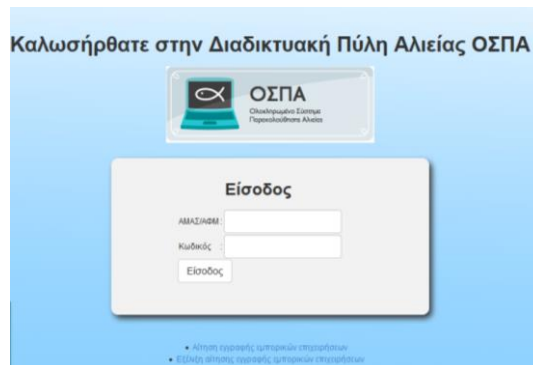 Καλωσήρθατε στην Διαδικτυακή Πύλη Αλιείας ΟΣΠΑ
ΟΣΠΑ
Ολοκληρωμένο Σύστημα
Παρακολούθησης Αλιείας
Είσοδος
ΑΜΑΣ/ΑΦΜ :
Κωδικός :
Είσοδος
• Αίτηση εγγραφής εμπορικών επιχειρήσεων
• Εξέλιξη αίτησης εγγραφής εμπορικών επιχειρήσεων